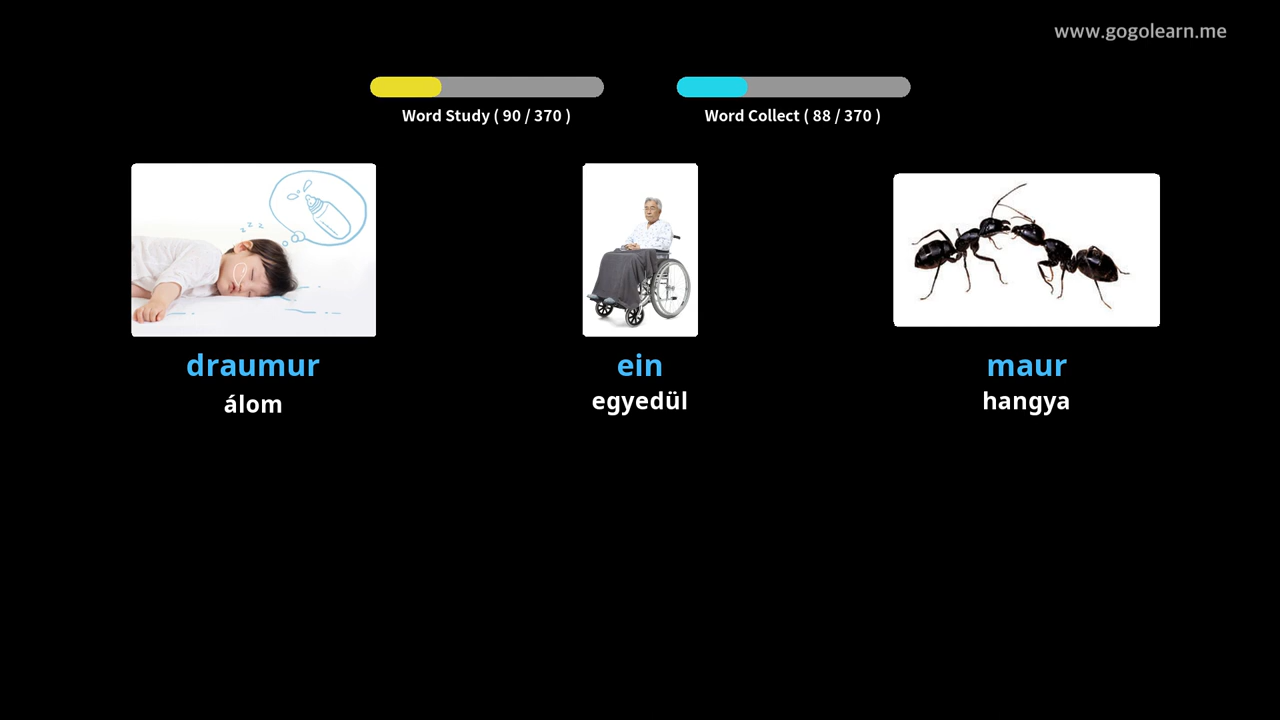 www.gogolearn.me
Word Study ( 90 / 370 )
Word Collect ( 88 / 370 )
draumur
álom
ein
egyedül
maur
hangya